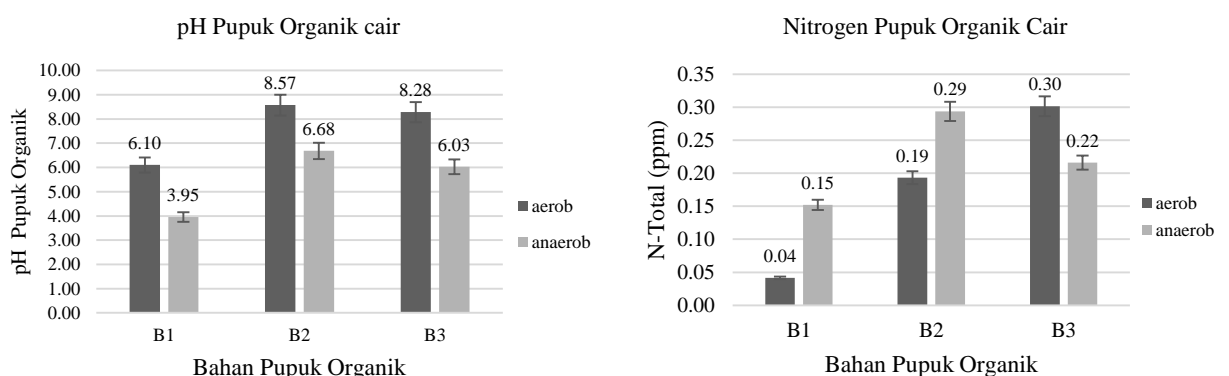 pH Pupuk Organik cair
pH Pupuk Organik
10.00
9.00
8.00
7.00
6.00
5.00
4.00
3.00
2.00
1.00
0.00
6.10
3.95
8.57
6.68
8.28
6.03
B1
B2
B3
Bahan Pupuk Organik
aerob
anaerob
Nitrogen Pupuk Organik Cair
N-Total (ppm)
0.35
0.30
0.25
0.20
0.15
0.10
0.05
0.00
0.04
0.15
0.19
0.29
0.30
0.22
B1
B2
B3
Bahan Pupuk Organik
aerob
anaerob